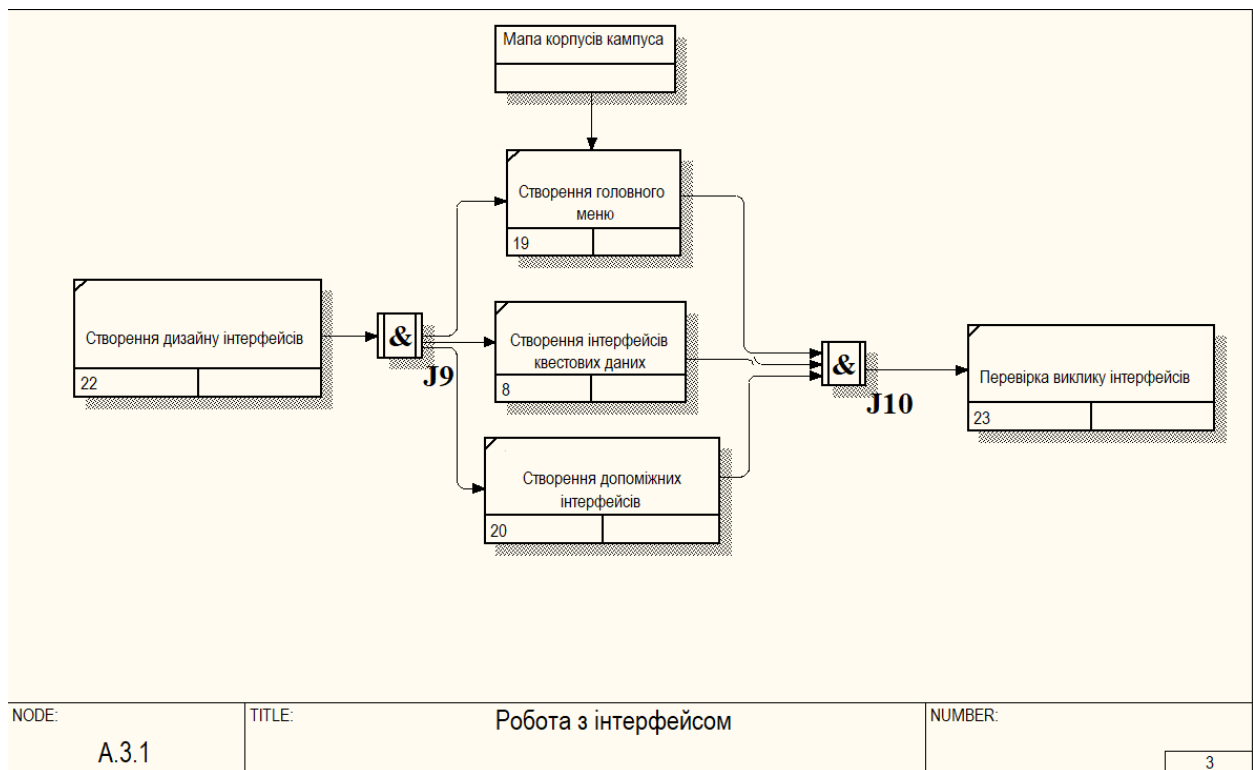 Мапа корпусів кампуса
Створення головного
меню
19
Створення дизайну інтерфейсів
22
&
J9
Створення інтерфейсів
квестових даних
8
&
J10
Перевірка виклику інтерфейсів
23
Створення допоміжних
інтерфейсів
20
NODE:
A.3.1
TITLE:
Робота з інтерфейсом
NUMBER:
3